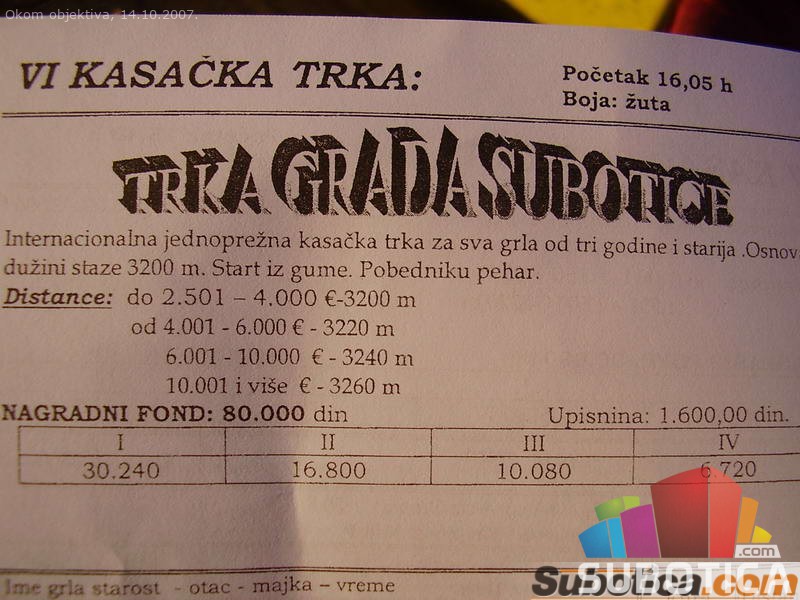 Okom objektiva, 14.10.2007.
VI KASAČKA TRKA:
Početak 16,05 h
Boja: žuta
TRKA GRADA SUBOTICE
Internacionalna jednoprežna kasačka trka za sva grla od tri godine i starija .Osnov
dužini staze 3200 m. Start iz gume. Pobedniku pehar.
Distance: do 2.501 – 4.000 €-3200 m
od 4.001 - 6.000 € - 3220 m
6.001 - 10.000 € - 3240 m
10.001 i više € - 3260 m
NAGRADNI FOND: 80.000 din Upisnina: 1.600,00 din.
I II III IV
30.240 16.800 10.080 6.720
.com
SUBOTICA
Subotica.com
Ime grla starost - otac - majka – vreme